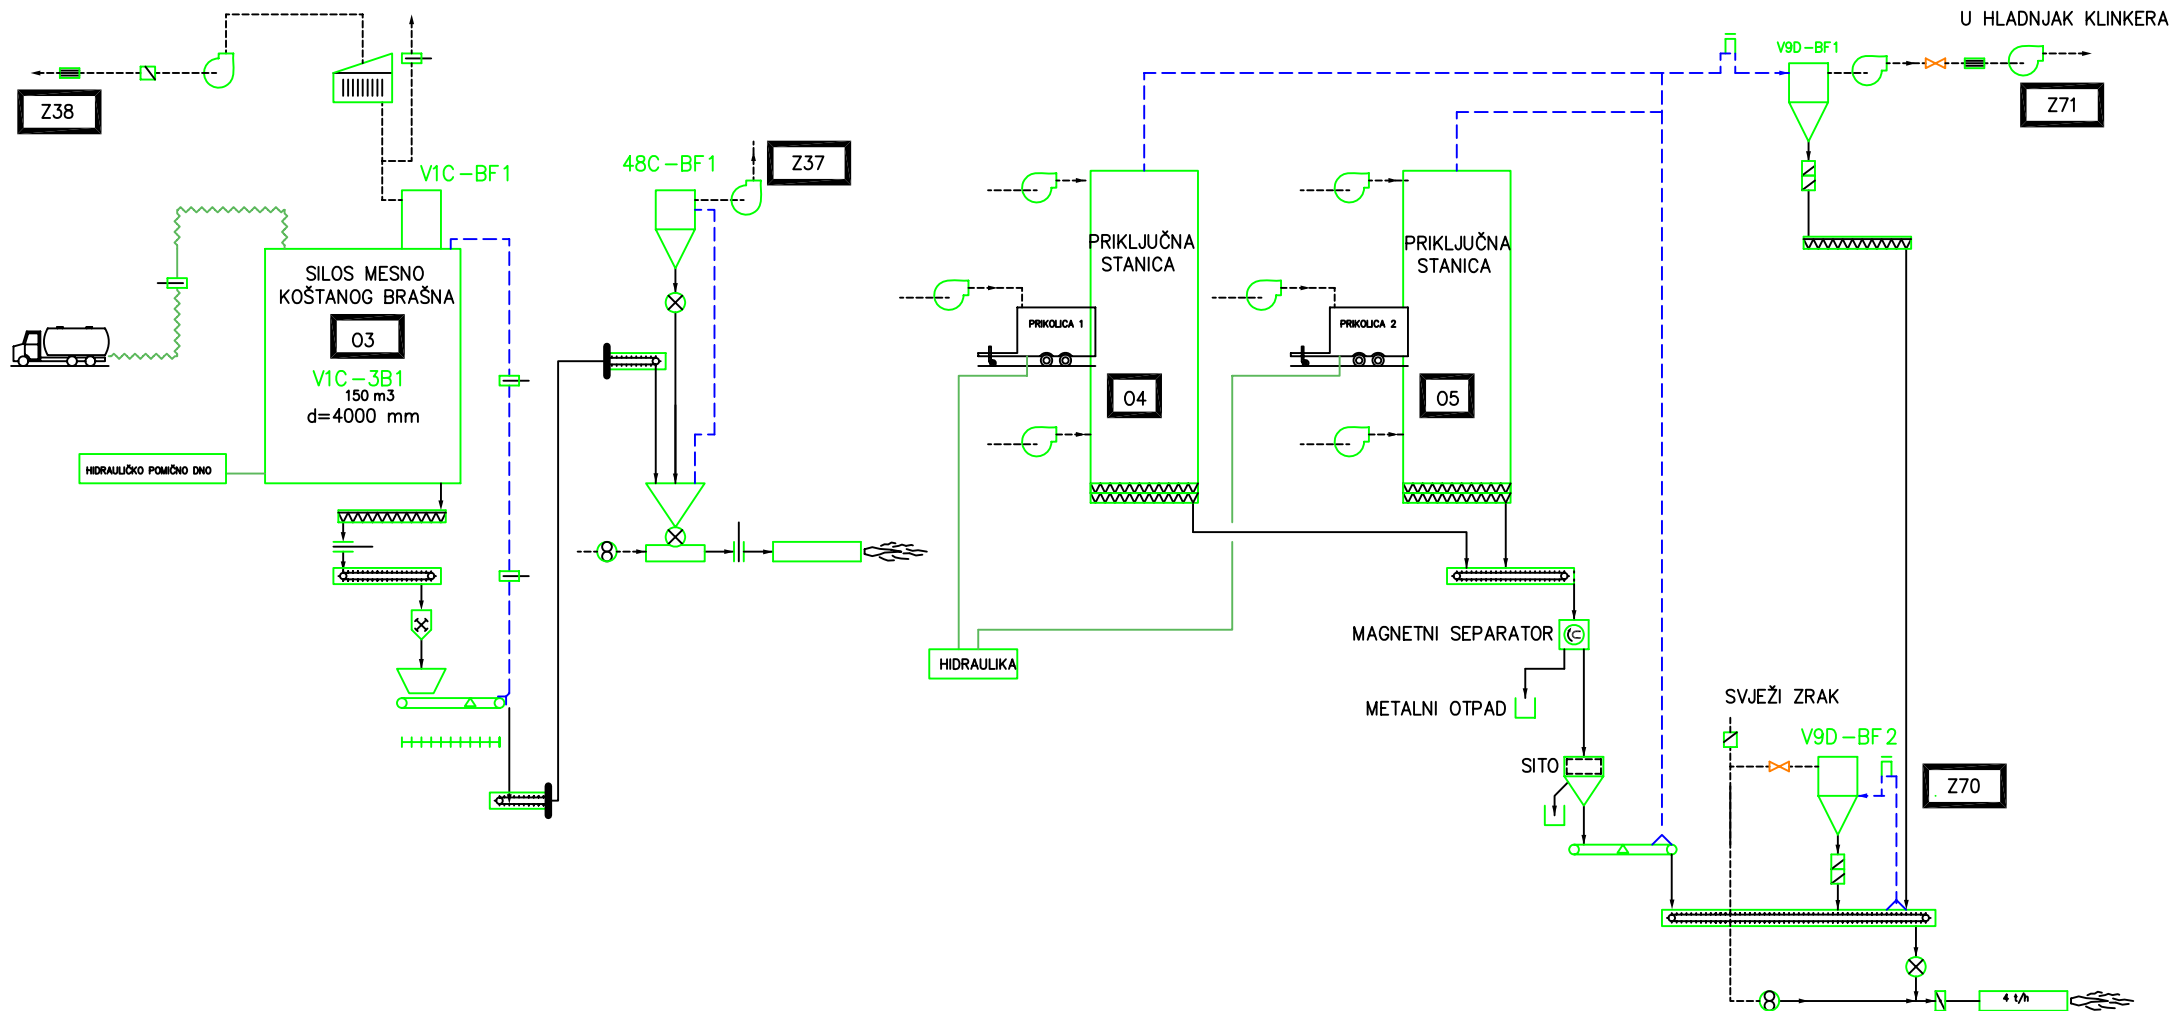 U HLADNJAK KLINKERA
V9D-BF1
Z38
Z71
Z37
48C-BF1
V1C-BF1
PRIKLJUČNA
STANICA
PRIKLJUČNA
STANICA
SILOS MESNO
KOŠTANOG BRAŠNA
03
PRIKOLICA 1
PRIKOLICA 2
V1C-3B1
150 m3
d=4000 mm
04
05
HIDRAULIČKO POMIČNO DNO
MAGNETNI SEPARATOR
HIDRAULIKA
METALNI OTPAD
SVJEŽI ZRAK
V9D-BF2
SITO
Z70
4 t/h